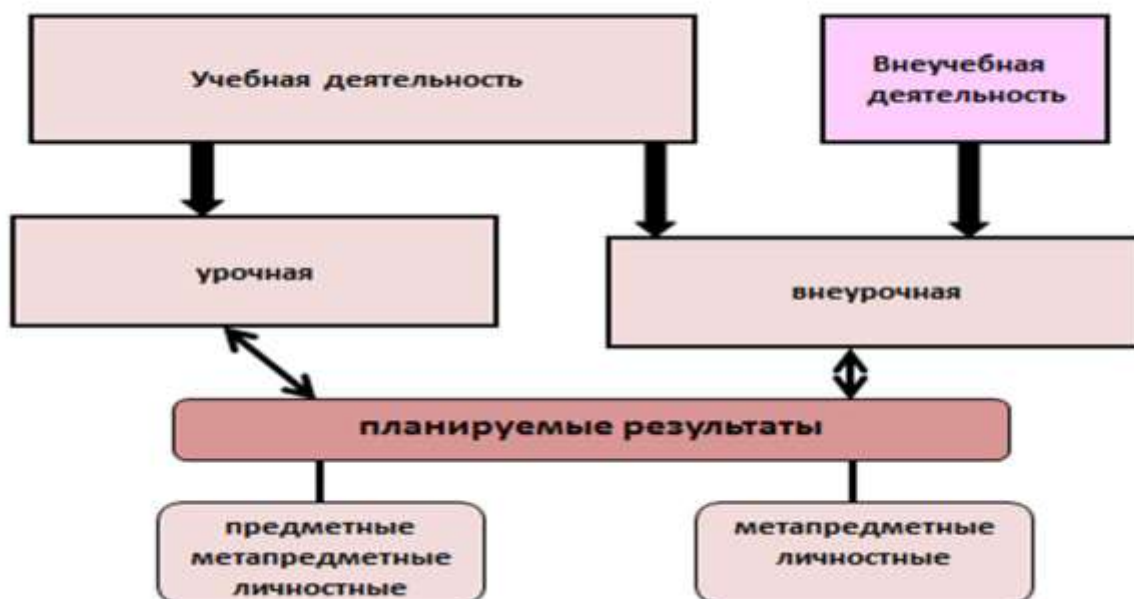 Учебная деятельность
Внеучебная
деятельность
урочная
внеурочная
планируемые результаты
предметные
метапредметные
личностные
метапредметные
личностные